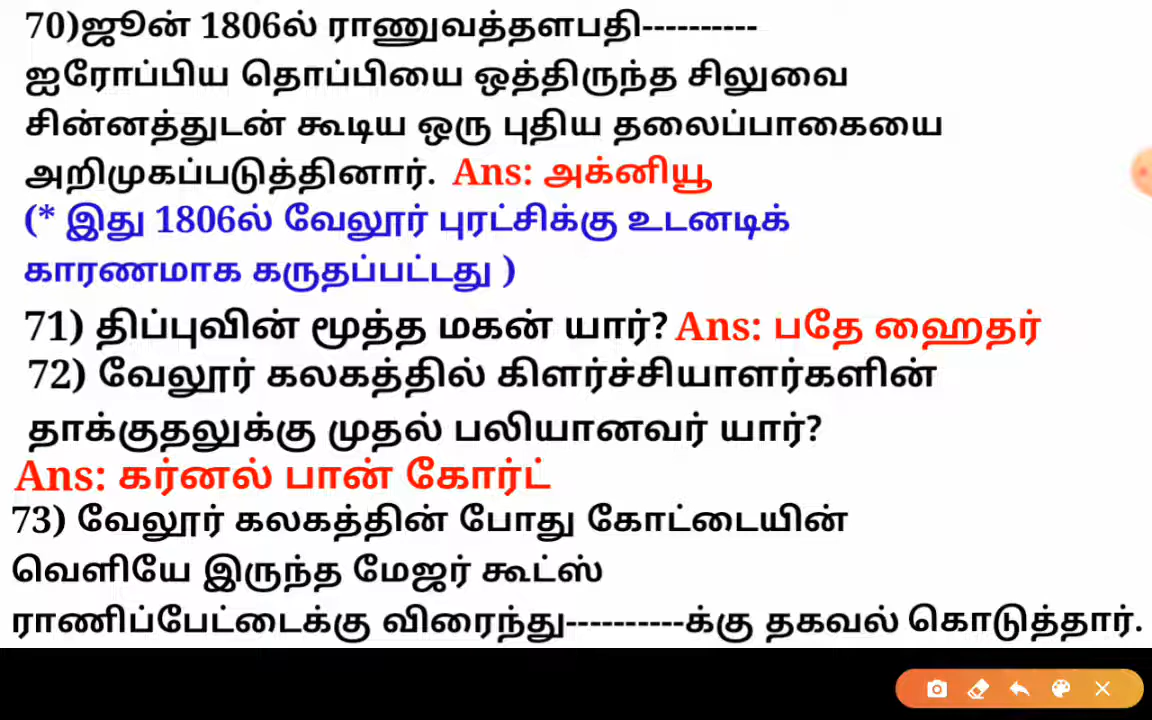 70)ஜூன் 1806ல் ராணுவத்தளபதி----------
ஐரோப்பிய தொப்பியை ஒத்திருந்த சிலுவை
சின்னத்துடன் கூடிய ஒரு புதிய தலைப்பாகையை
அறிமுகப்படுத்தினார். Ans: அக்னியூ
(* இது 1806ல் வேலூர் புரட்சிக்கு உடனடிக்
காரணமாக கருதப்பட்டது )
71) திப்புவின் மூத்த மகன் யார்? Ans: பதே ஹைதர்
72) வேலூர் கலகத்தில் கிளர்ச்சியாளர்களின்
தாக்குதலுக்கு முதல் பலியானவர் யார்?
Ans: கர்னல் பான் கோர்ட்
73) வேலூர் கலகத்தின் போது கோட்டையின்
வெளியே இருந்த மேஜர் கூட்ஸ்
ராணிப்பேட்டைக்கு விரைந்து----------க்கு தகவல் கொடுத்தார்.